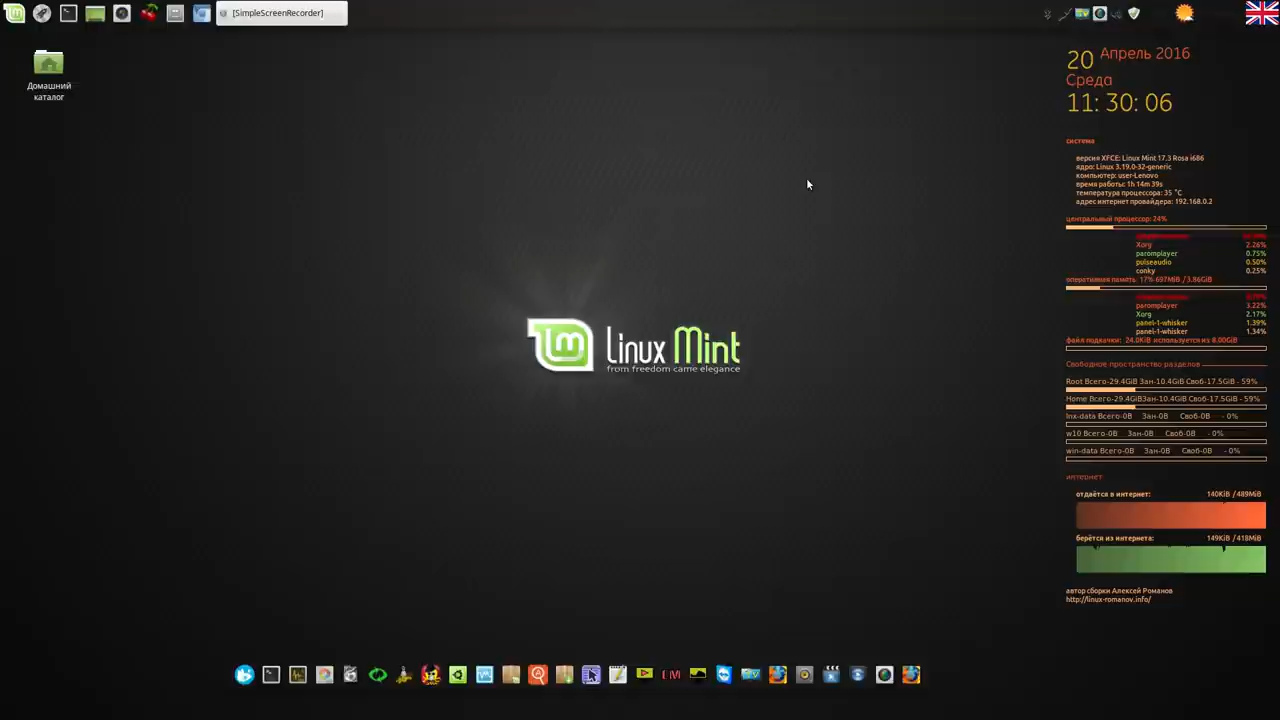 [SimpleScreenRecorder]
Домашний
каталог
20 Апрель 2016
Среда
11: 30: 06
система
версия XFCE: Linux Mint 17.3 Rosa i686
ядро: Linux 3.19.0-32-generic
компьютер: user-Lenovo
время работы: 1h 14m 39s
температура процессора: 35 °C
адрес интернет провайдера: 192.168.0.2
центральный процессор: 24%
Xorg 2.26%
paromplayer 0.75%
pulseaudio 0.50%
conky 0.25%
оперативная память: 17% 697MiB / 3.86GiB
paromplayer 3.22%
Xorg 2.17%
panel-1-whisker 1.39%
panel-1-whisker 1.34%
файл подкачки: 24.0KiB используется из: 8.00GiB
Свободное пространство разделов
Root Всего-29.4GiB Зан-10.4GiB Своб-17.5GiB - 59%
Home Всего-29.4GiBЗан-10.4GiB Своб-17.5GiB - 59%
lnx-data Всего-0B Зан-0B Своб-0B - 0%
w10 Всего-0B Зан-0B Своб-0B - 0%
win-data Всего-0B Зан-0B Своб-0B - 0%
интернет
отдаётся в интернет: 140KiB / 489MiB
берётся из интернета: 149KiB / 418MiB
автор сборки Алексей Романов
http://linux-romanov.info/
Linux Mint
from freedom came elegance